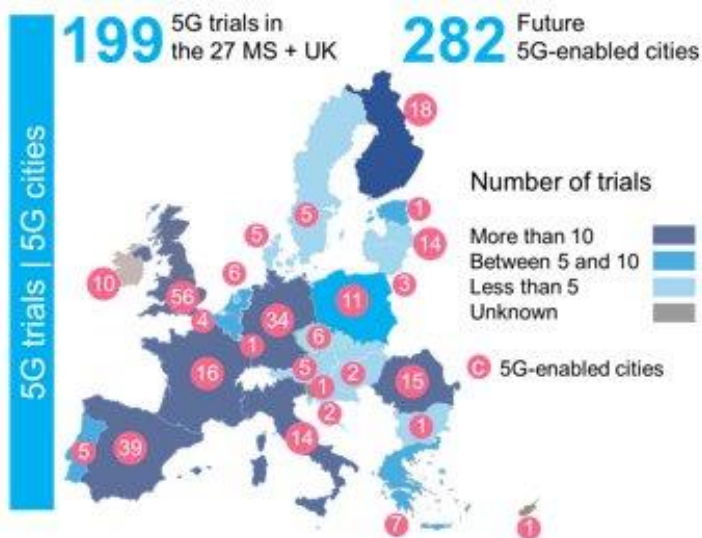 199
5G trials in
the 27 MS + UK
282
Future
5G-enabled cities
5G trials | 5G cities
18
Number of trials
More than 10
Between 5 and 10
Less than 5
Unknown
C 5G-enabled cities
5
1
5
14
6
10
56
3
11
4
34
6
1
16
5
2
15
1
2
1
14
5
39
7
1